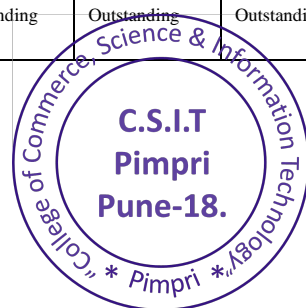 nding Outstanding Outstandi
"College of Commerce, Science & Information Technology"
C.S.I.T
Pimpri
Pune-18.
* Pimpri *